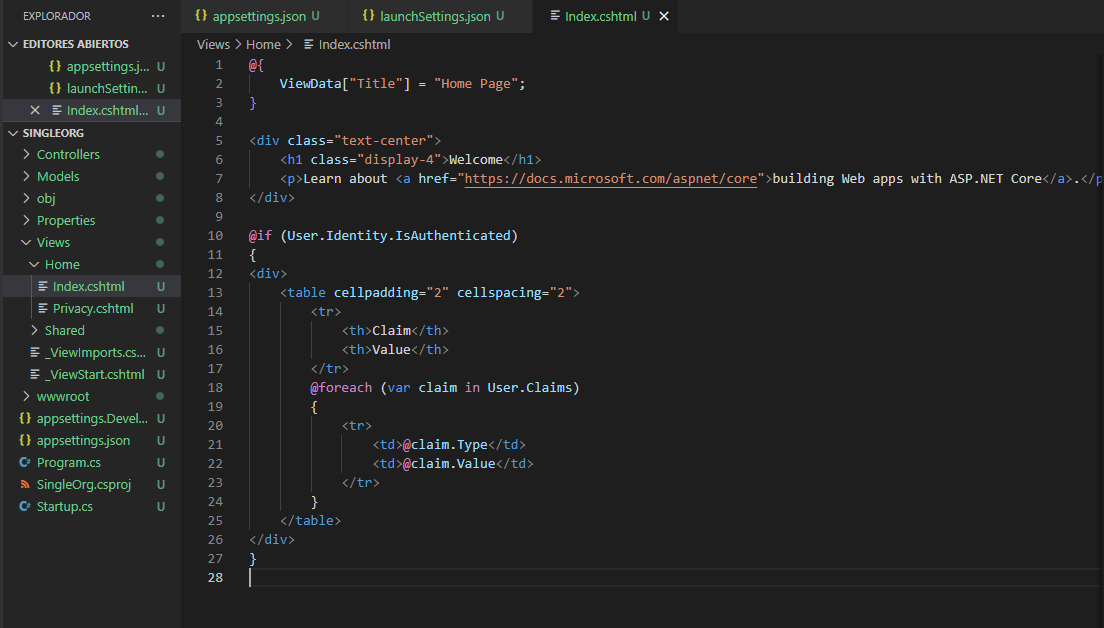 EXPLORADOR ...
EDITORES ABIERTOS
{} appsettings.j... U
{} launchSettin... U
Index.cshtml... U
SINGLEORG
Controllers
Models
obj
Properties
Views
Home
Index.cshtml U
Privacy.cshtml U
Shared
_ViewImports.cs... U
_ViewStart.cshtml U
wwwroot
{} appsettings.Devel... U
{} appsettings.json U
C# Program.cs U
SingleOrg.csproj U
C# Startup.cs U
{} appsettings.json U {} launchSettings.json U Index.cshtml U
Views > Home > Index.cshtml
1 @{
2 ViewData["Title"] = "Home Page";
3 }
4
5 <div class="text-center">
6 <h1 class="display-4">Welcome</h1>
7 <p>Learn about <a href="https://docs.microsoft.com/aspnet/core">building Web apps with ASP.NET Core</a>.</p
8 </div>
9
10 @if (User.Identity.IsAuthenticated)
11 {
12 <div>
13 <table cellpadding="2" cellspacing="2">
14 <tr>
15 <th>Claim</th>
16 <th>Value</th>
17 </tr>
18 @foreach (var claim in User.Claims)
19 {
20 <tr>
21 <td>@claim.Type</td>
22 <td>@claim.Value</td>
23 </tr>
24 }
25 </table>
26 </div>
27 }
28